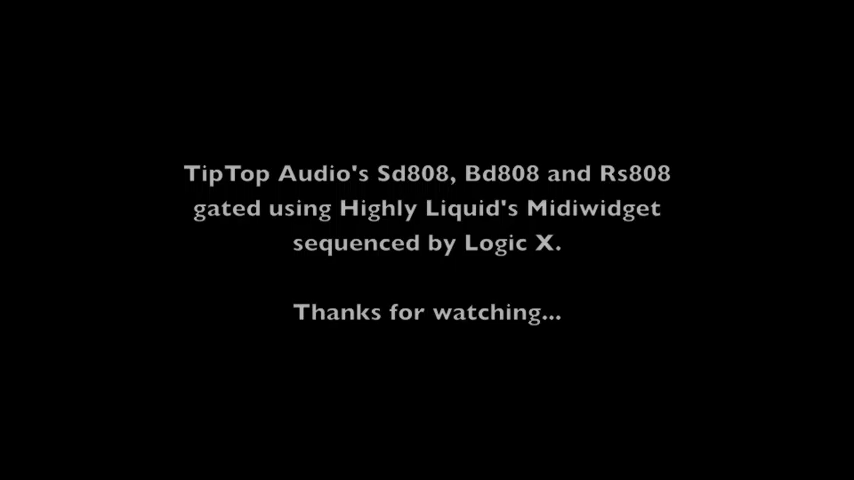 TipTop Audio's Sd808, Bd808 and Rs808
gated using Highly Liquid's Midiwidget
sequenced by Logic X.
Thanks for watching...